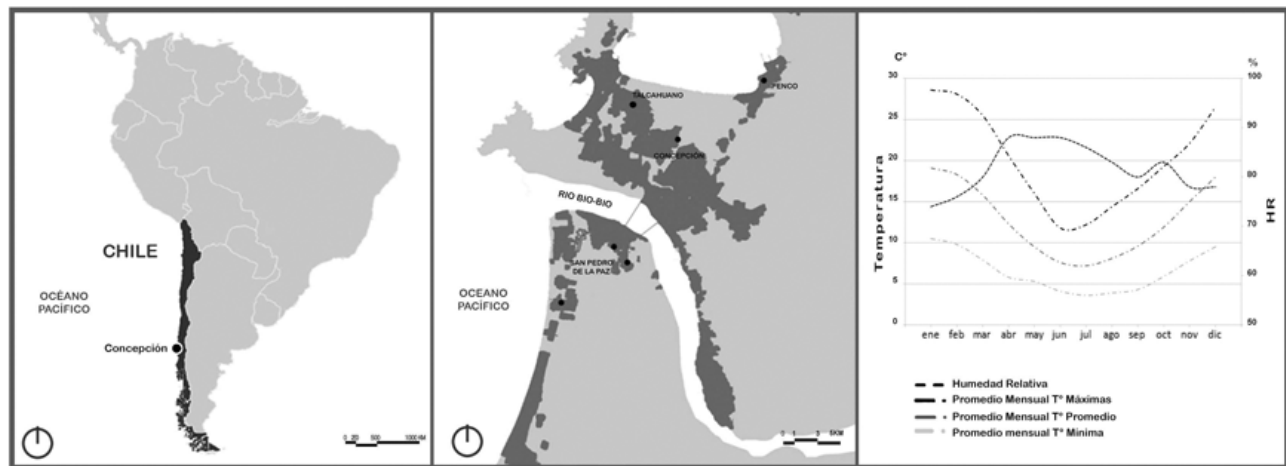 CHILE
OCÉANO
PACÍFICO
Concepción
0 250 500 1000KM
TALCAHUANO
PENCO
CONCEPCIÓN
RIO BIO-BIO
SAN PEDRO
DE LA PAZ
OCEANO
PACÍFICO
5KM
C°
%
30
25
20
15
10
5
0
100
90
80
70
60
50
Temperatura
HR
ene feb mar abr may jun jul ago sep oct nov dic
Humedad Relativa
Promedio Mensual T° Máximas
Promedio Mensual T° Promedio
Promedio mensual T° Mínima